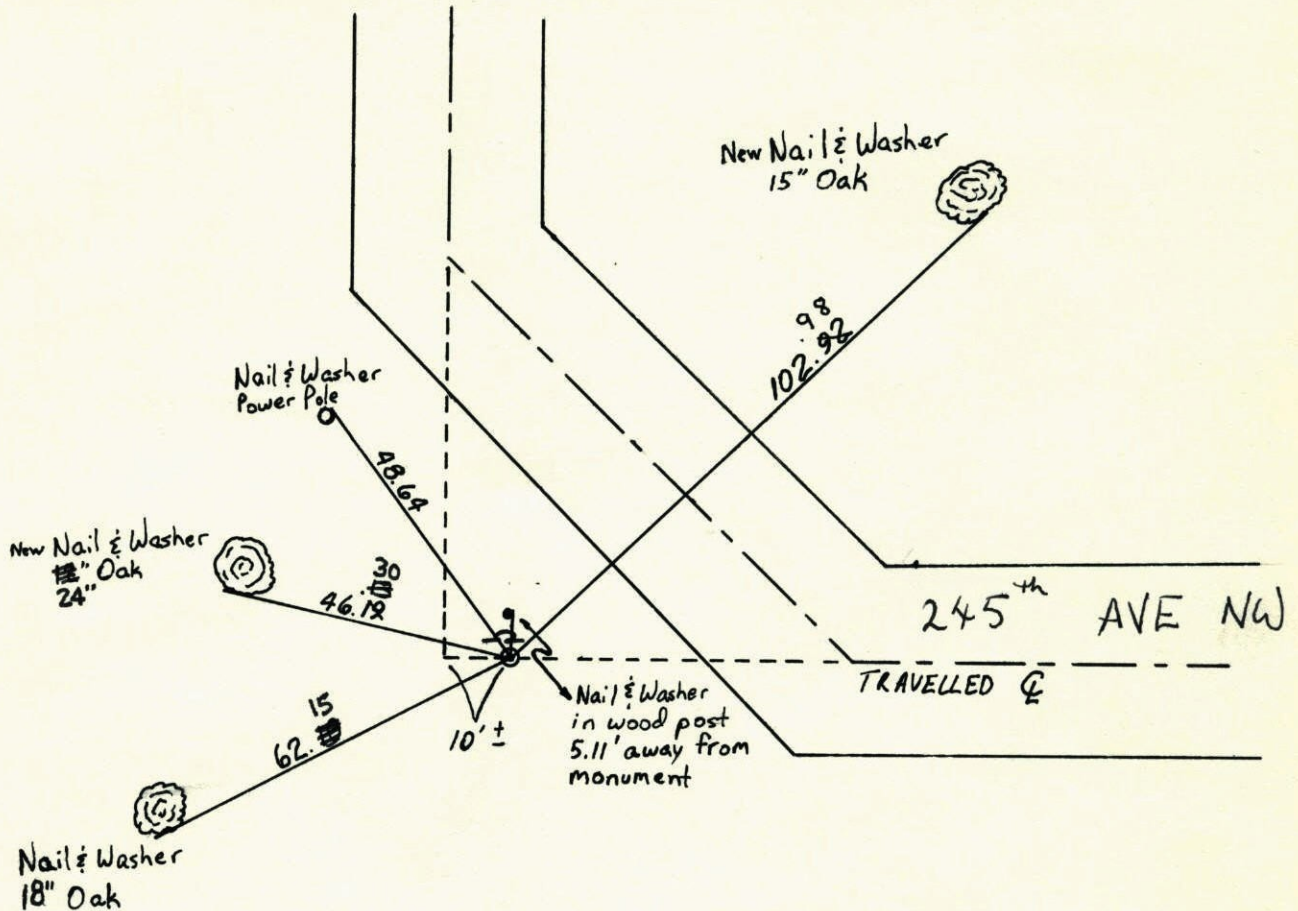 New Nail & Washer
15" Oak
.98
102.92
Nail & Washer
Power Pole
48.64
New Nail & Washer
" Oak
24"
.30
46.12
15
62.
10' ±
Nail & Washer
in wood post
5.11' away from
monument
245th AVE NW
TRAVELLED ℄
Nail & Washer
18" Oak